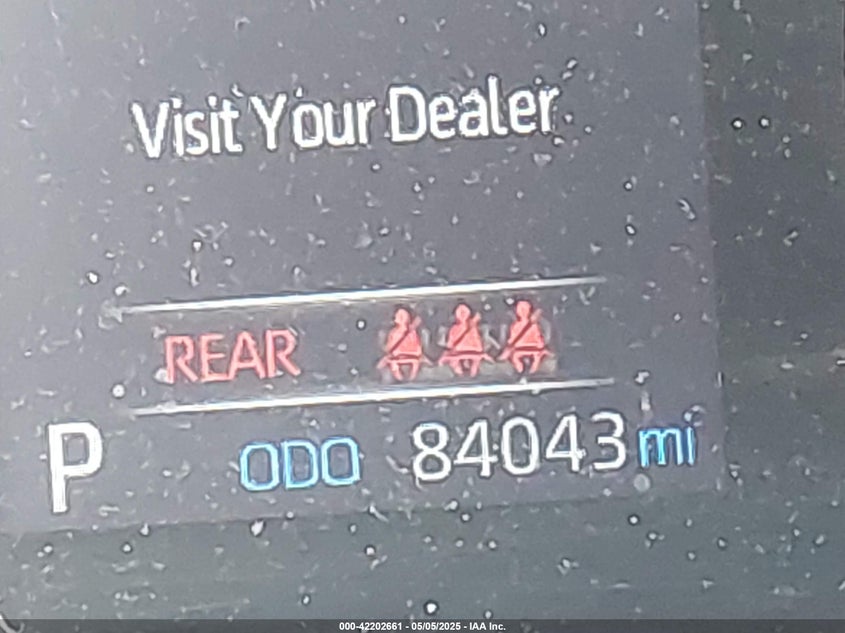 Visit Your Dealer
REAR
P ODO 84043 mi
000-42202661 - 05/05/2025 - IAA Inc.